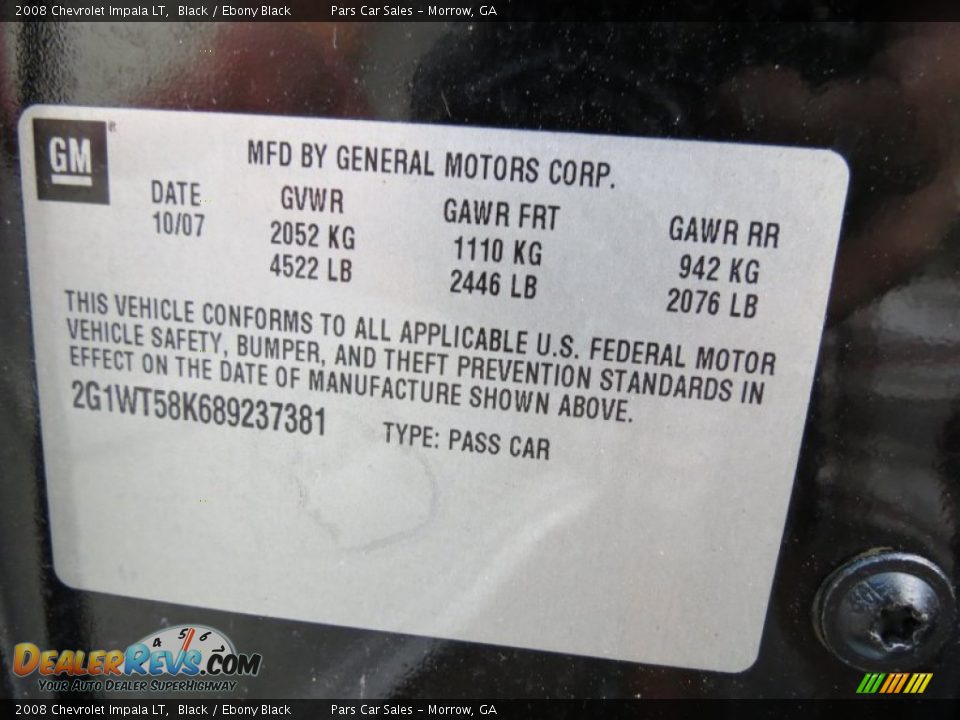 2008 Chevrolet Impala LT, Black / Ebony Black Pars Car Sales - Morrow, GA
GM
MFD BY GENERAL MOTORS CORP.
DATE GVWR GAWR FRT GAWR RR
10/07 2052 KG 1110 KG 942 KG
4522 LB 2446 LB 2076 LB
THIS VEHICLE CONFORMS TO ALL APPLICABLE U.S. FEDERAL MOTOR
VEHICLE SAFETY, BUMPER, AND THEFT PREVENTION STANDARDS IN
EFFECT ON THE DATE OF MANUFACTURE SHOWN ABOVE.
2G1WT58K689237381 TYPE: PASS CAR
4 5 6
DealerRevs.com
Your Auto Dealer SuperHighway
2008 Chevrolet Impala LT, Black / Ebony Black Pars Car Sales - Morrow, GA